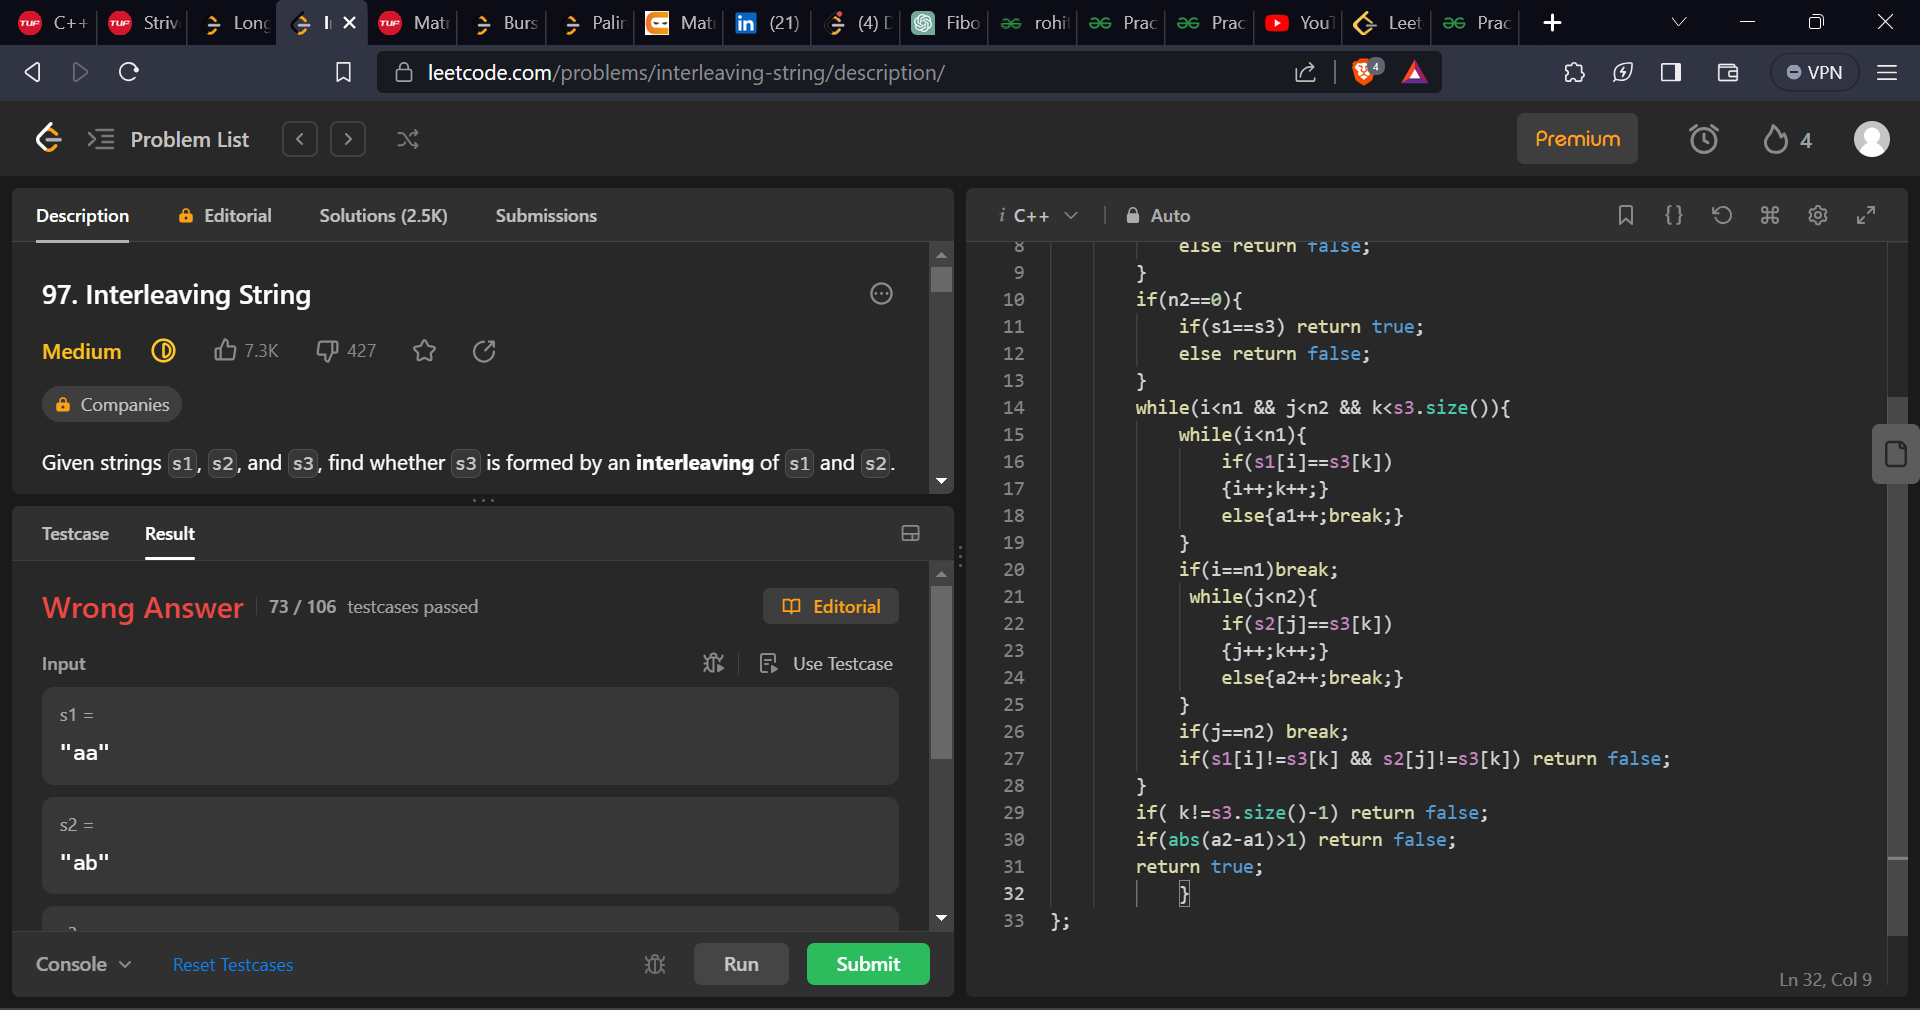 C++
Striv
Long
I
Matr
Burs
Palin
Mat
(21)
(4) D
Fibo
rohit
Prac
Prac
YouT
Leet
Prac
leetcode.com/problems/interleaving-string/description/
4
VPN
Problem List
Premium
4
Description
Editorial
Solutions (2.5K)
Submissions
97. Interleaving String
Medium
7.3K
427
Companies
Given strings s1, s2, and s3, find whether s3 is formed by an interleaving of s1 and s2.
Testcase
Result
Wrong Answer
73 / 106 testcases passed
Editorial
Input
Use Testcase
s1 =
"aa"
s2 =
"ab"
Console
Reset Testcases
Run
Submit
i C++
Auto
8 else return false;
9 }
10 if(n2==0){
11 if(s1==s3) return true;
12 else return false;
13 }
14 while(i<n1 && j<n2 && k<s3.size()){
15 while(i<n1){
16 if(s1[i]==s3[k])
17 {i++;k++;}
18 else{a1++;break;}
19 }
20 if(i==n1)break;
21 while(j<n2){
22 if(s2[j]==s3[k])
23 {j++;k++;}
24 else{a2++;break;}
25 }
26 if(j==n2) break;
27 if(s1[i]!=s3[k] && s2[j]!=s3[k]) return false;
28 }
29 if( k!=s3.size()-1) return false;
30 if(abs(a2-a1)>1) return false;
31 return true;
32 }
33 };
Ln 32, Col 9